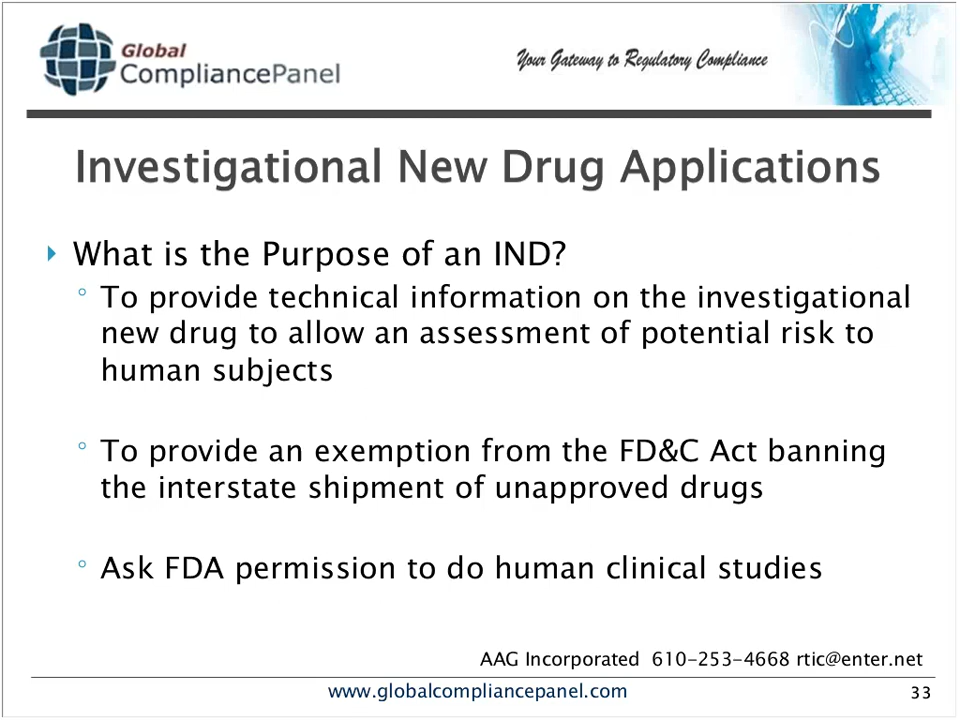 Global
CompliancePanel
Your Gateway to Regulatory Compliance
Investigational New Drug Applications
What is the Purpose of an IND?
To provide technical information on the investigational
new drug to allow an assessment of potential risk to
human subjects
To provide an exemption from the FD&C Act banning
the interstate shipment of unapproved drugs
Ask FDA permission to do human clinical studies
AAG Incorporated 610-253-4668 rtic@enter.net
www.globalcompliancepanel.com
33